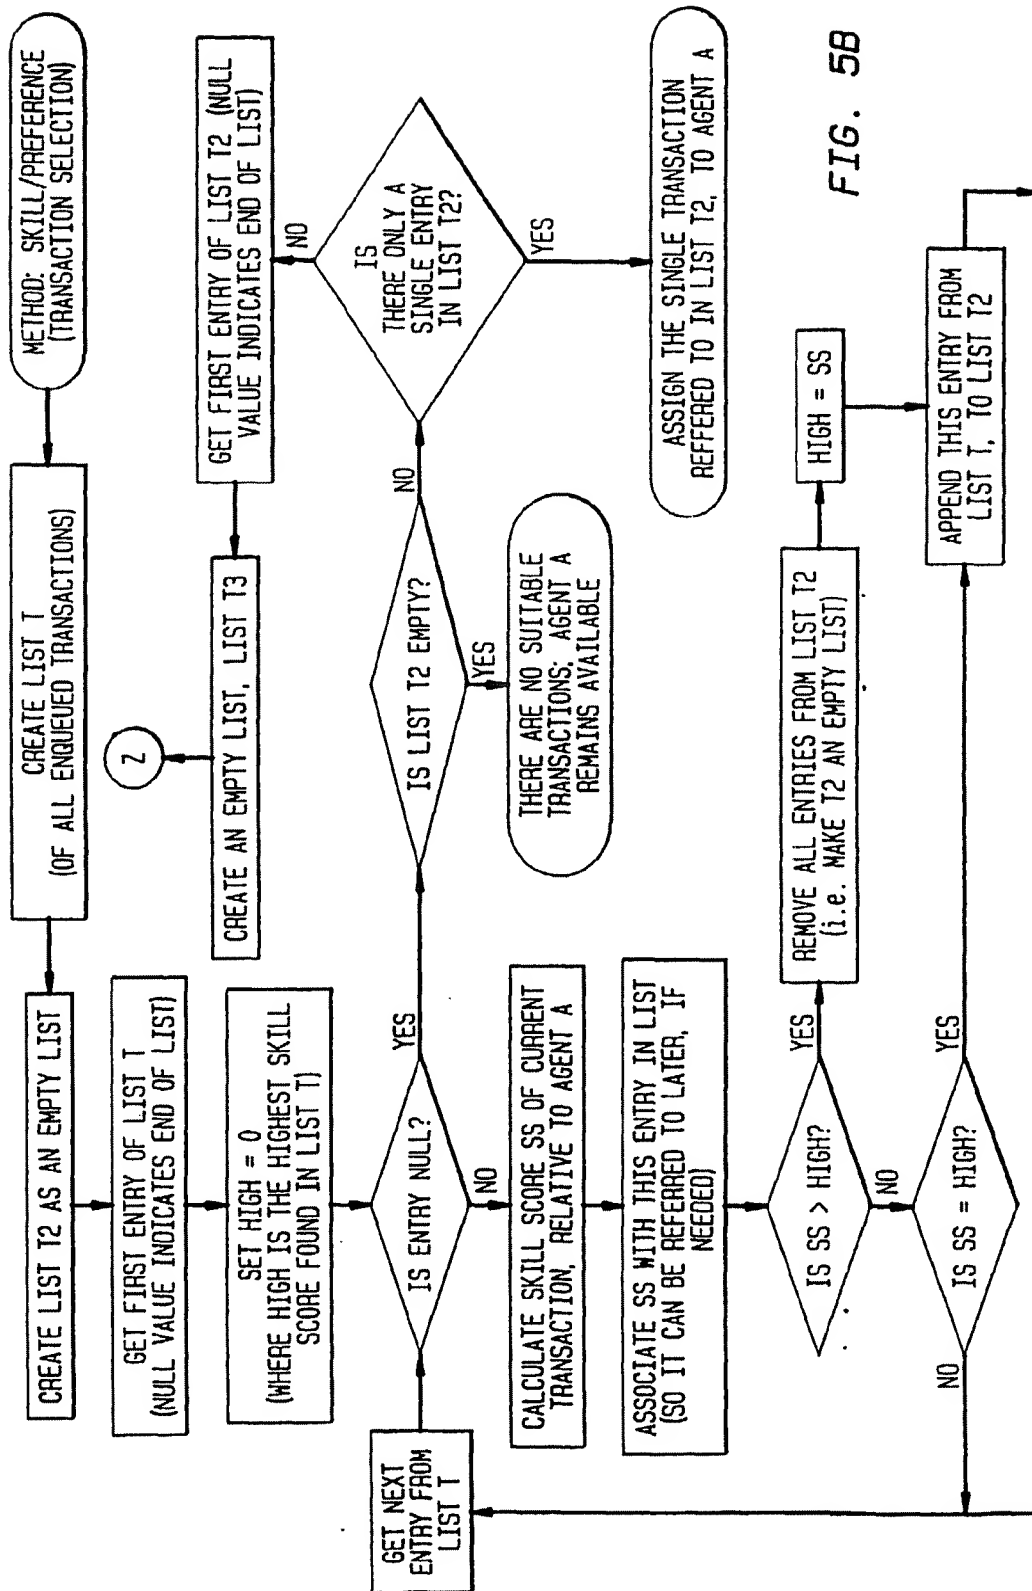 METHOD: SKILL/PREFERENCE
(TRANSACTION SELECTION)
CREATE LIST T
(OF ALL ENQUEUED TRANSACTIONS)
CREATE LIST T2 AS AN EMPTY LIST
GET FIRST ENTRY OF LIST T
(NULL VALUE INDICATES END OF LIST)
SET HIGH = 0
(WHERE HIGH IS THE HIGHEST SKILL
SCORE FOUND IN LIST T)
GET NEXT
ENTRY FROM
LIST T
IS ENTRY NULL?
YES
NO
IS LIST T2 EMPTY?
NO
YES
THERE ARE NO SUITABLE
TRANSACTIONS; AGENT A
REMAINS AVAILABLE
IS
THERE ONLY A
SINGLE ENTRY
IN LIST T2?
NO
YES
GET FIRST ENTRY OF LIST T2 (NULL
VALUE INDICATES END OF LIST)
CREATE AN EMPTY LIST, LIST T3
Z
ASSIGN THE SINGLE TRANSACTION
REFFERED TO IN LIST T2, TO AGENT A
CALCULATE SKILL SCORE SS OF CURRENT
TRANSACTION, RELATIVE TO AGENT A
ASSOCIATE SS WITH THIS ENTRY IN LIST
(SO IT CAN BE REFERRED TO LATER, IF
NEEDED)
IS SS > HIGH?
YES
NO
REMOVE ALL ENTRIES FROM LIST T2
(i.e. MAKE T2 AN EMPTY LIST)
HIGH = SS
IS SS = HIGH?
YES
NO
APPEND THIS ENTRY FROM
LIST T, TO LIST T2
FIG. 5B